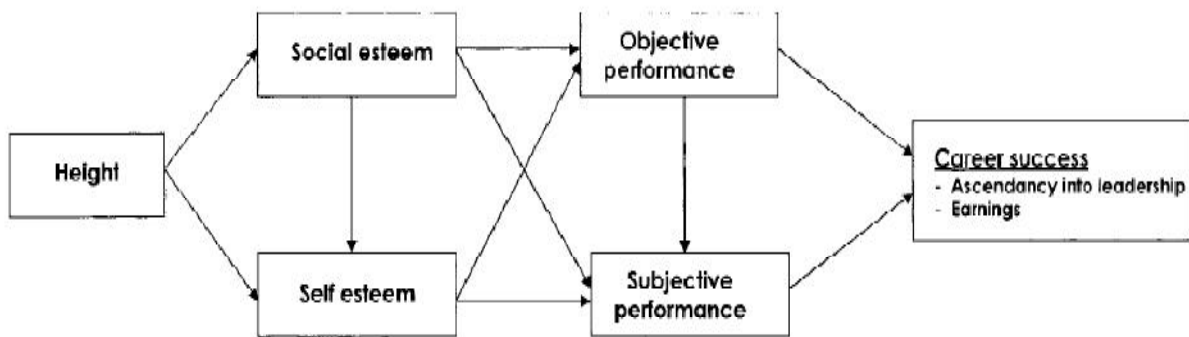 Height
Social esteem
Self esteem
Objective
performance
Subjective
performance
Career success
- Ascendancy into leadership
- Earnings